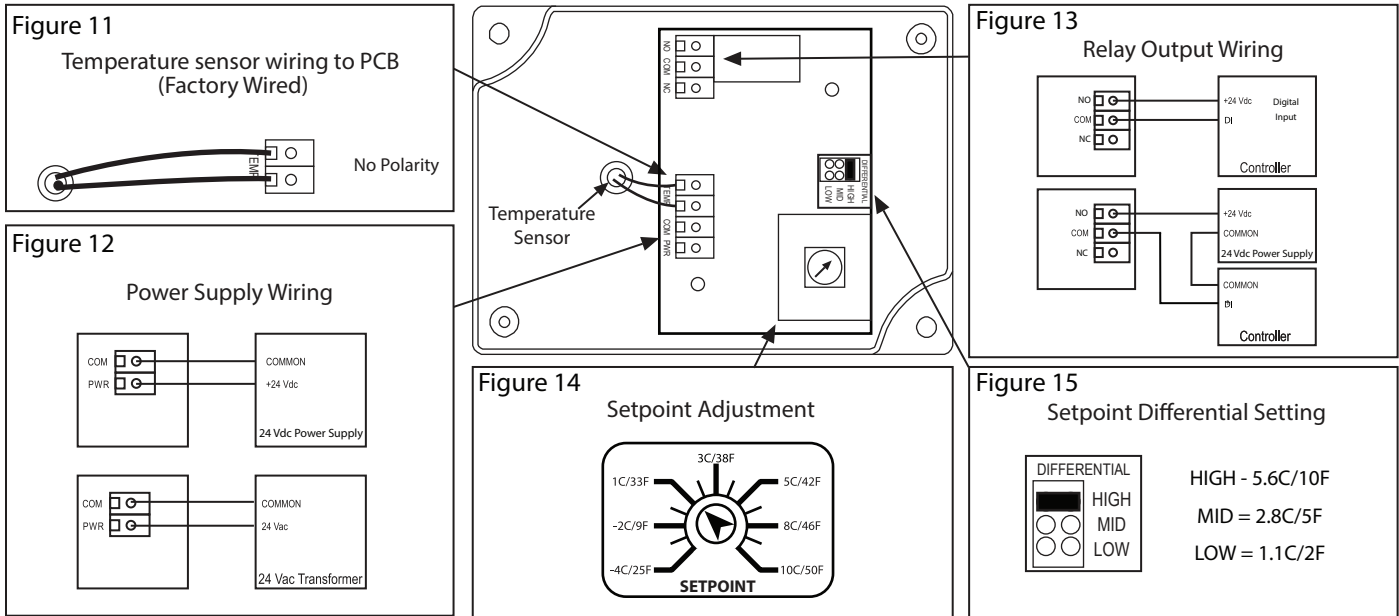 Figure 11
Temperature sensor wiring to PCB
(Factory Wired)
No Polarity
Figure 12
Power Supply Wiring
COM
PWR
COMMON
+24 Vdc
24 Vdc Power Supply
COM
PWR
COMMON
24 Vac
24 Vac Transformer
NO
COM
NC
Temperature
Sensor
COM
PWR
DIFFERENTIAL
HIGH
MID
LOW
Figure 13
Relay Output Wiring
NO
COM
NC
+24 Vdc
DI
Digital
Input
Controller
NO
COM
NC
+24 Vdc
COMMON
24 Vdc Power Supply
COMMON
DI
Controller
Figure 14
Setpoint Adjustment
3C/38F
1C/33F
5C/42F
-2C/9F
8C/46F
-4C/25F
10C/50F
SETPOINT
Figure 15
Setpoint Differential Setting
DIFFERENTIAL
HIGH
MID
LOW
HIGH - 5.6C/10F
MID = 2.8C/5F
LOW = 1.1C/2F